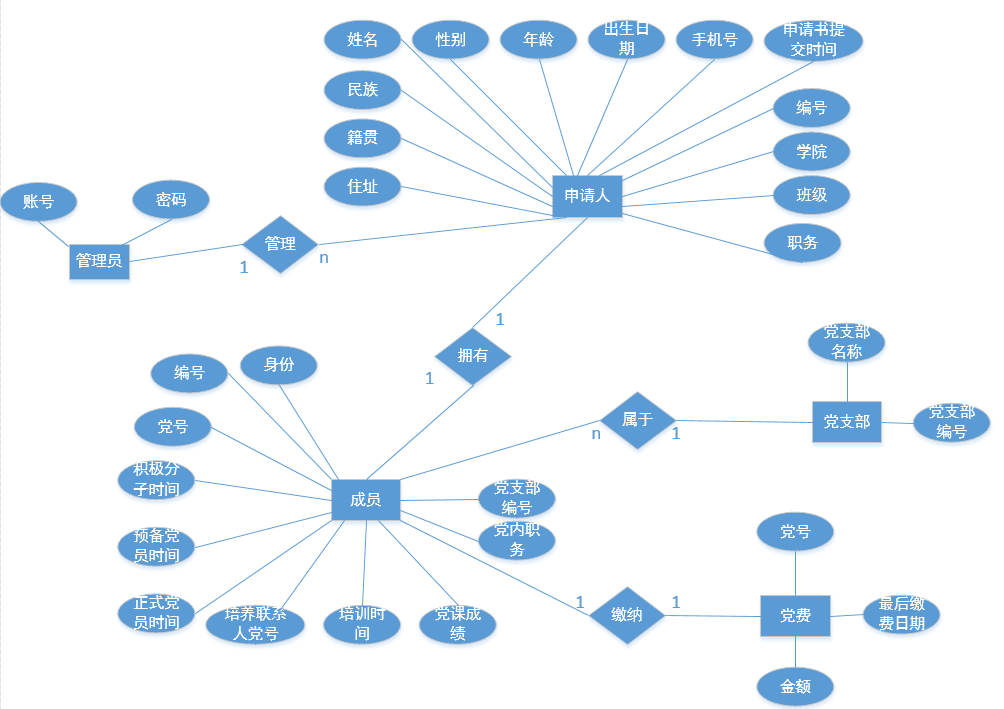 姓名
性别
年龄
出生日
期
手机号
申请书提
交时间
民族
编号
籍贯
学院
住址
申请人
班级
账号
密码
职务
管理员
1
管理
n
1
拥有
1
党支部
名称
编号
身份
党号
属于
n
1
党支部
党支部
编号
积极分
子时间
成员
党支部
编号
党内职
务
预备党
员时间
党号
正式党
员时间
培养联系
人党号
培训时
间
党课成
绩
1
缴纳
1
党费
最后缴
费日期
金额